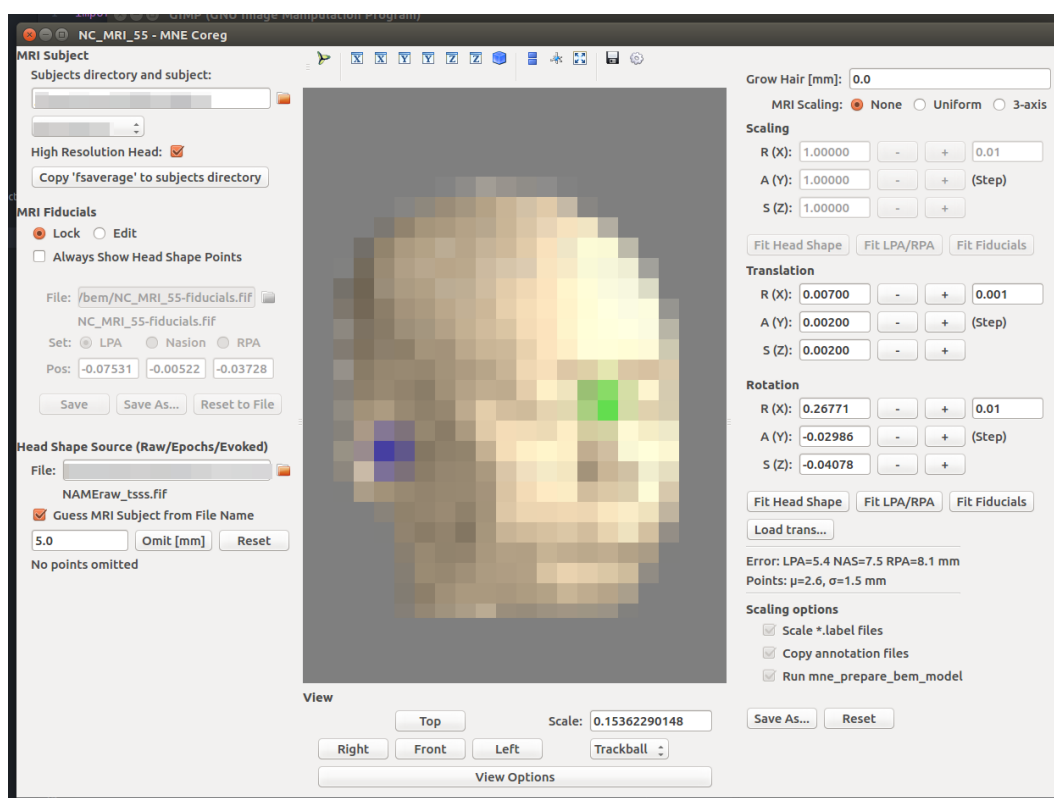 impor
GIMP (GNU Image Manipulation Program)
NC_MRI_55 - MNE Coreg
MRI Subject
Subjects directory and subject:
High Resolution Head:
Copy 'fsaverage' to subjects directory
MRI Fiducials
Lock Edit
Always Show Head Shape Points
File: /bem/NC_MRI_55-fiducials.fif
NC_MRI_55-fiducials.fif
Set: LPA Nasion RPA
Pos: -0.07531 -0.00522 -0.03728
Save Save As... Reset to File
Head Shape Source (Raw/Epochs/Evoked)
File:
NAMEraw_tsss.fif
Guess MRI Subject from File Name
5.0 Omit [mm] Reset
No points omitted
X X Y Y Z Z
View
Top Scale: 0.15362290148
Right Front Left Trackball
View Options
Grow Hair [mm]: 0.0
MRI Scaling: None Uniform 3-axis
Scaling
R (X): 1.00000 - + 0.01
A (Y): 1.00000 - + (Step)
S (Z): 1.00000 - +
Fit Head Shape Fit LPA/RPA Fit Fiducials
Translation
R (X): 0.00700 - + 0.001
A (Y): 0.00200 - + (Step)
S (Z): 0.00200 - +
Rotation
R (X): 0.26771 - + 0.01
A (Y): -0.02986 - + (Step)
S (Z): -0.04078 - +
Fit Head Shape Fit LPA/RPA Fit Fiducials
Load trans...
Error: LPA=5.4 NAS=7.5 RPA=8.1 mm
Points: μ=2.6, σ=1.5 mm
Scaling options
Scale *.label files
Copy annotation files
Run mne_prepare_bem_model
Save As... Reset